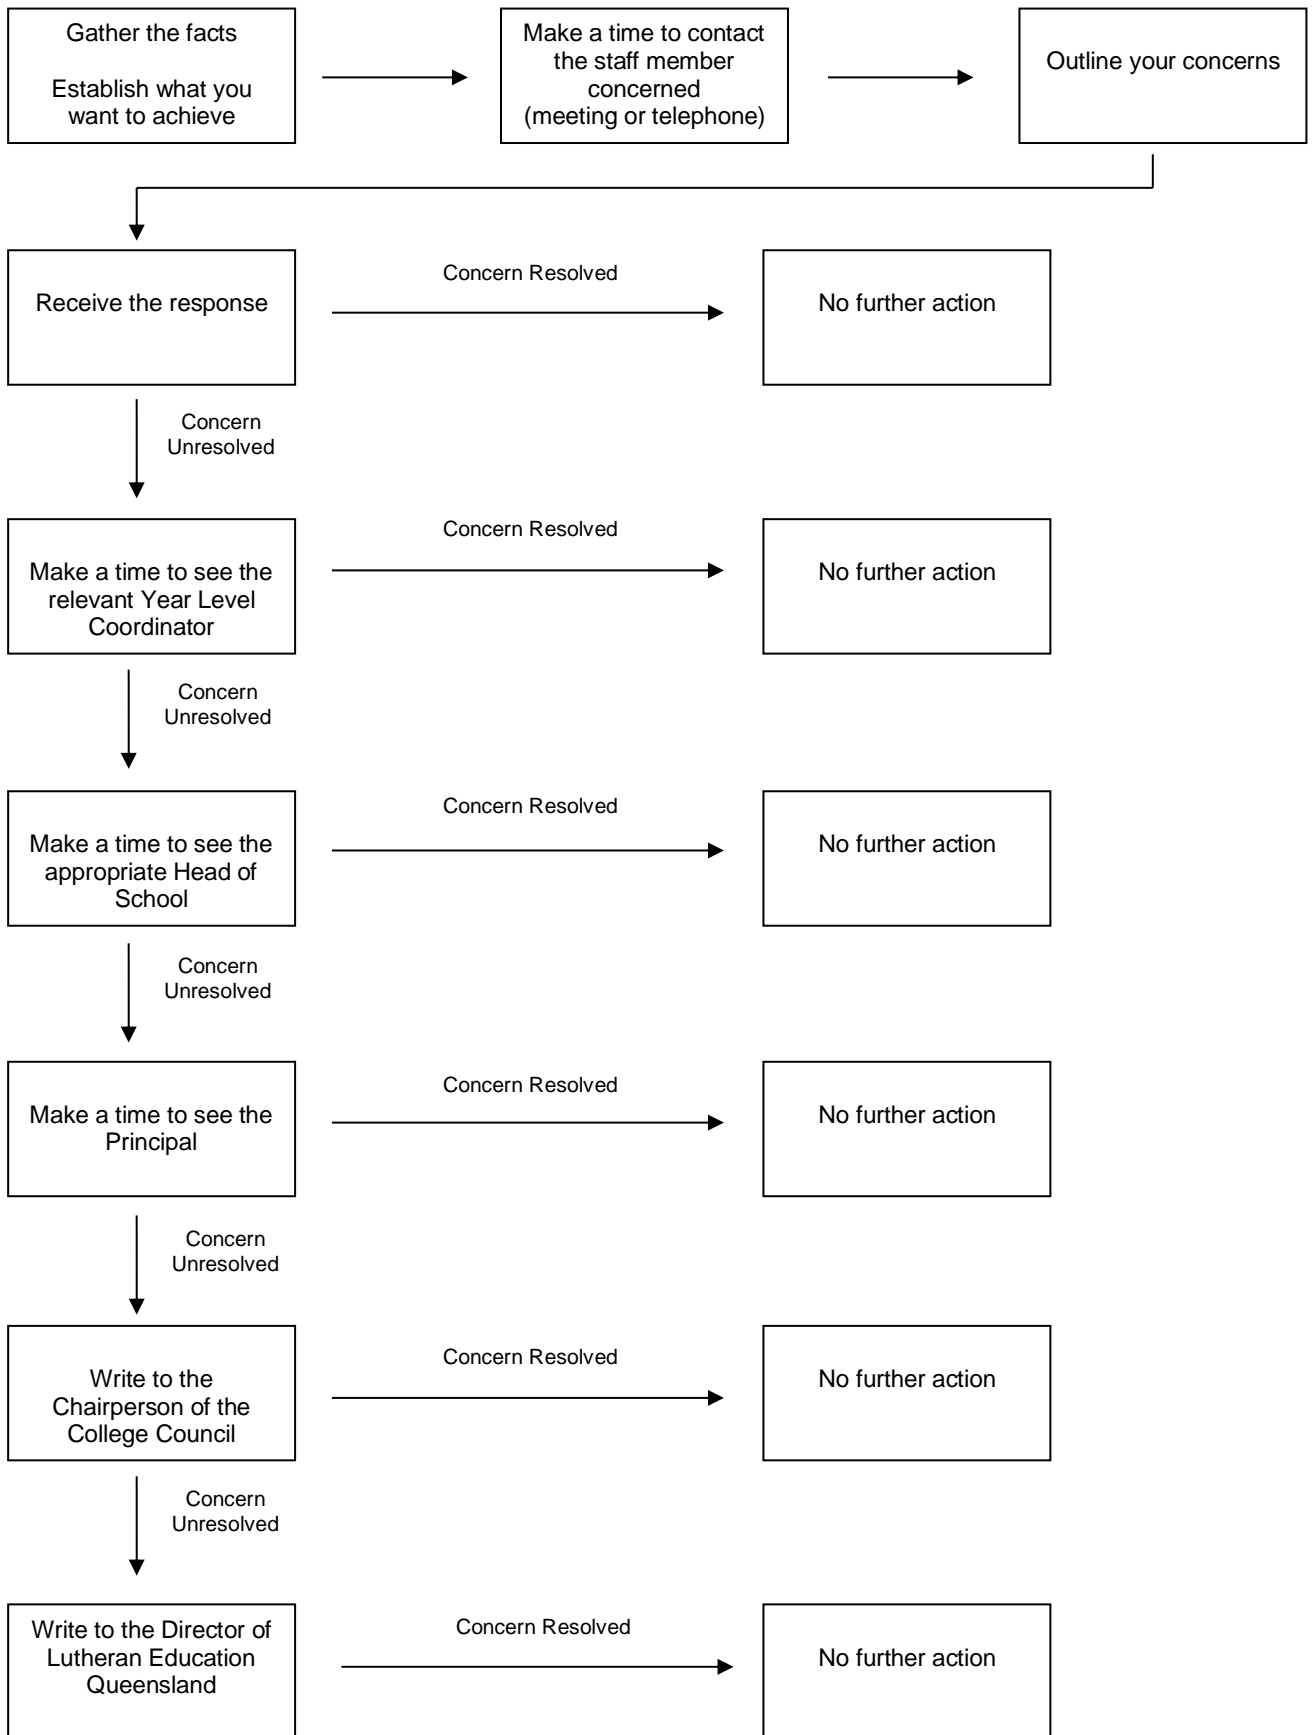 Gather the facts
Establish what you
want to achieve
Make a time to contact
the staff member
concerned
(meeting or telephone)
Outline your concerns
Receive the response
Concern Resolved
No further action
Concern
Unresolved
Make a time to see the
relevant Year Level
Coordinator
Concern Resolved
No further action
Concern
Unresolved
Make a time to see the
appropriate Head of
School
Concern Resolved
No further action
Concern
Unresolved
Make a time to see the
Principal
Concern Resolved
No further action
Concern
Unresolved
Write to the
Chairperson of the
College Council
Concern Resolved
No further action
Concern
Unresolved
Write to the Director of
Lutheran Education
Queensland
Concern Resolved
No further action